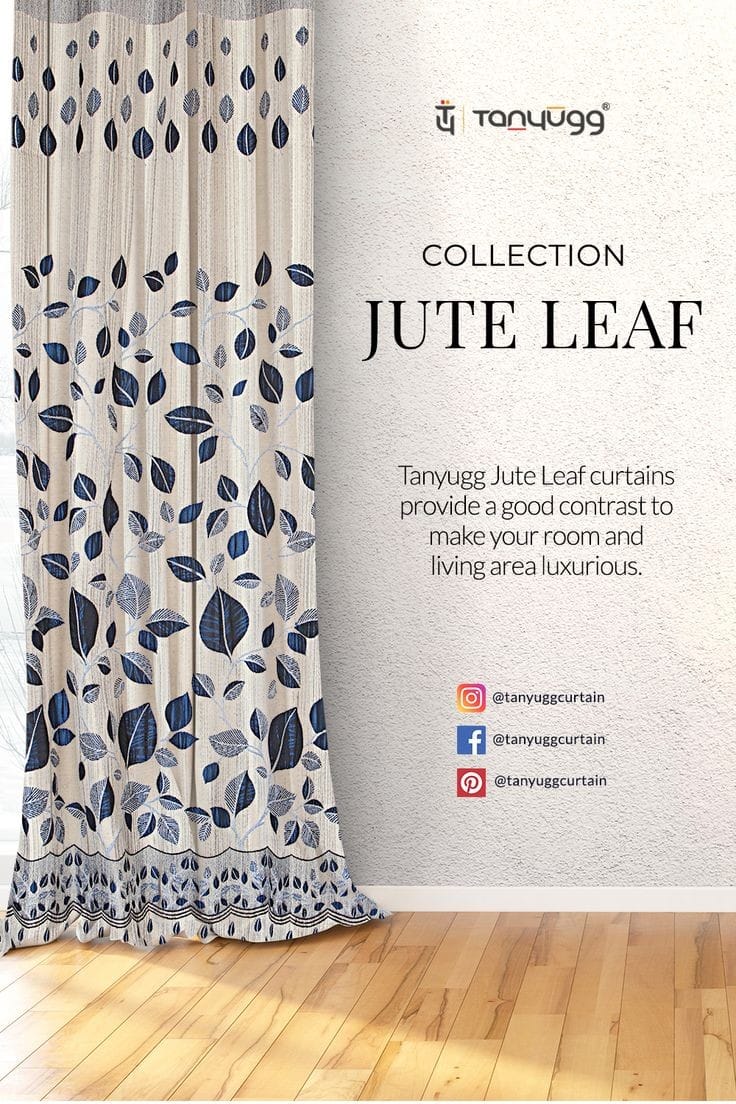 TANYUGG®
COLLECTION
JUTE LEAF
Tanyugg Jute Leaf curtains
provide a good contrast to
make your room and
living area luxurious.
@tanyuggcurtain
@tanyuggcurtain
@tanyuggcurtain